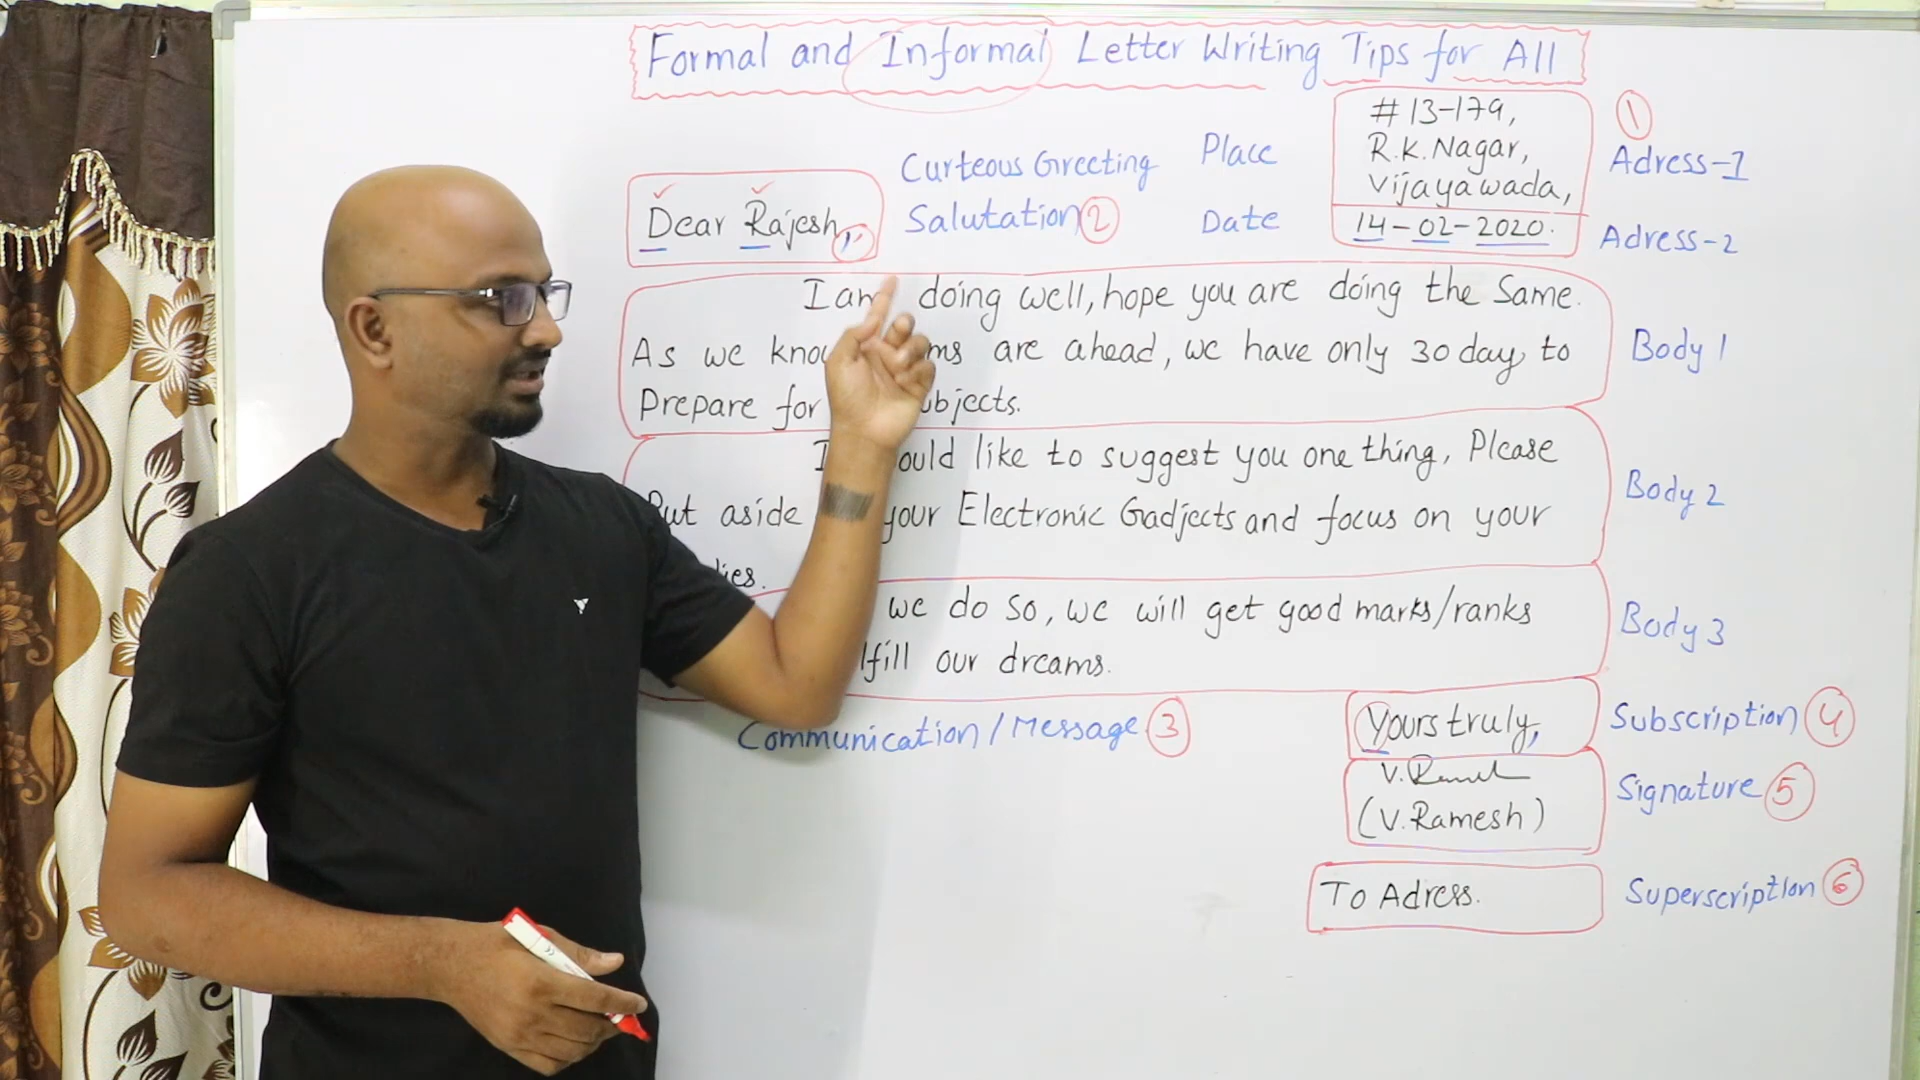 Formal and Informal Letter Writing Tips for All
# 13-179,
R.K. Nagar,
Vijayawada,
14-02-2020.
Place
Date
1
Adress-1
Adress-2
Curteous Greeting
Salutation 2
Dear Rajesh,
I am doing well, hope you are doing the Same.
As we are ahead, we have only 30 day, to
Prepare for
Body 1
I like to suggest you one thing, Please
Put aside your Electronic Gadjects and focus on your
Body 2
we do so, we will get good marks/ranks
our dreams.
Body 3
Communication / Message 3
Yours truly,
Subscription 4
(V. Ramesh)
Signature 5
To Adress.
Superscription 6